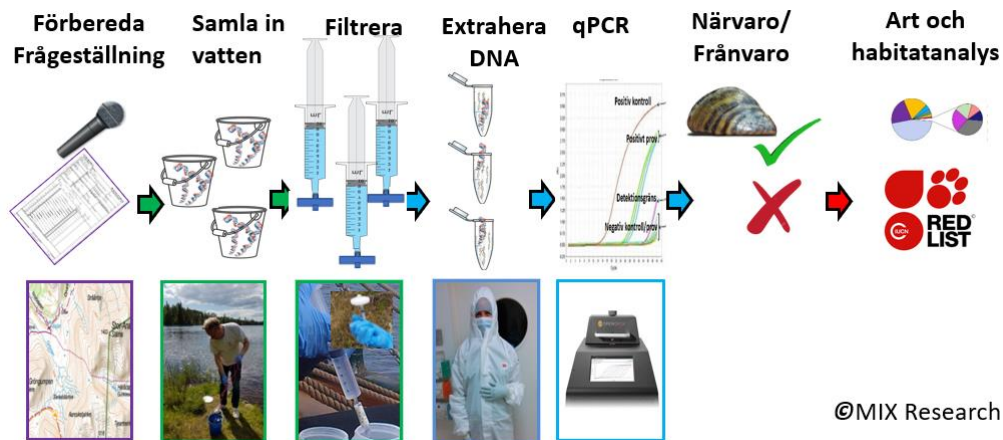 Förbereda
Frågeställning
Samla in
vatten
Filtrera
Extrahera
DNA
qPCR
Närvaro/
Frånvaro
Art och
habitatanalys
Positiv kontroll
Positivt prov
Detektionsgräns
Negativ kontroll/prov
IUCN
RED
LIST
©MIX Research